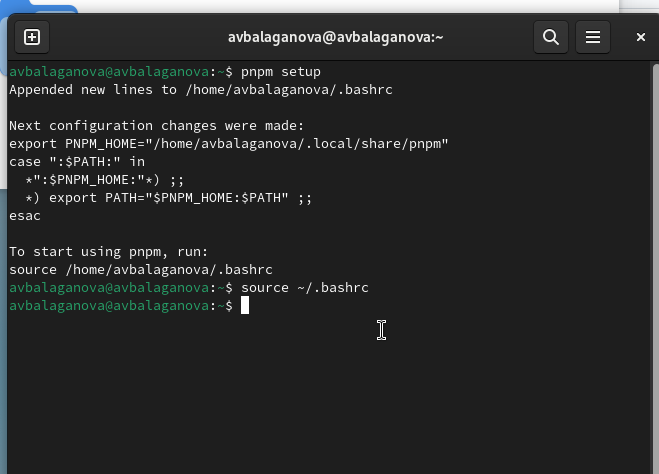 avbalaganova@avbalaganova:~
avbalaganova@avbalaganova:~$ pnpm setup
Appended new lines to /home/avbalaganova/.bashrc
Next configuration changes were made:
export PNPM_HOME="/home/avbalaganova/.local/share/pnpm"
case ":$PATH:" in
  *":$PNPM_HOME:"*) ;;
  *) export PATH="$PNPM_HOME:$PATH" ;;
esac
To start using pnpm, run:
source /home/avbalaganova/.bashrc
avbalaganova@avbalaganova:~$ source ~/.bashrc
avbalaganova@avbalaganova:~$